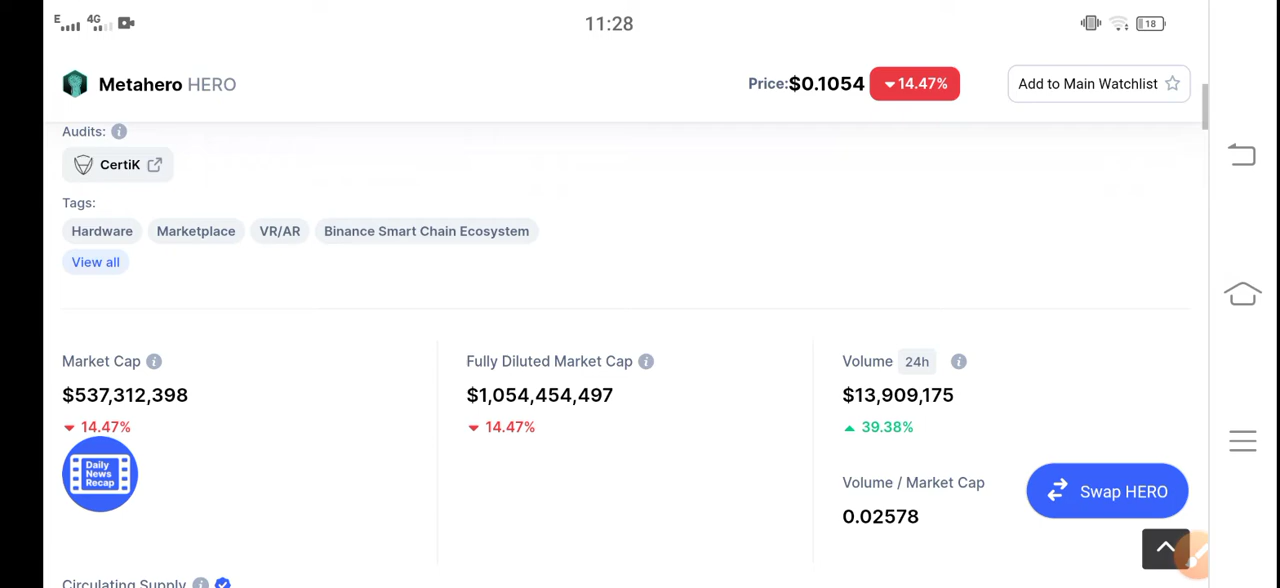 E 4G 11:28 18
Metahero HERO Price:$0.1054 14.47% Add to Main Watchlist
Audits:
CertiK
Tags:
Hardware Marketplace VR/AR Binance Smart Chain Ecosystem
View all
Market Cap Fully Diluted Market Cap Volume 24h
$537,312,398 $1,054,454,497 $13,909,175
14.47% 14.47% 39.38%
Daily
News
Recap
Volume / Market Cap
Swap HERO
0.02578
Circulating Supply